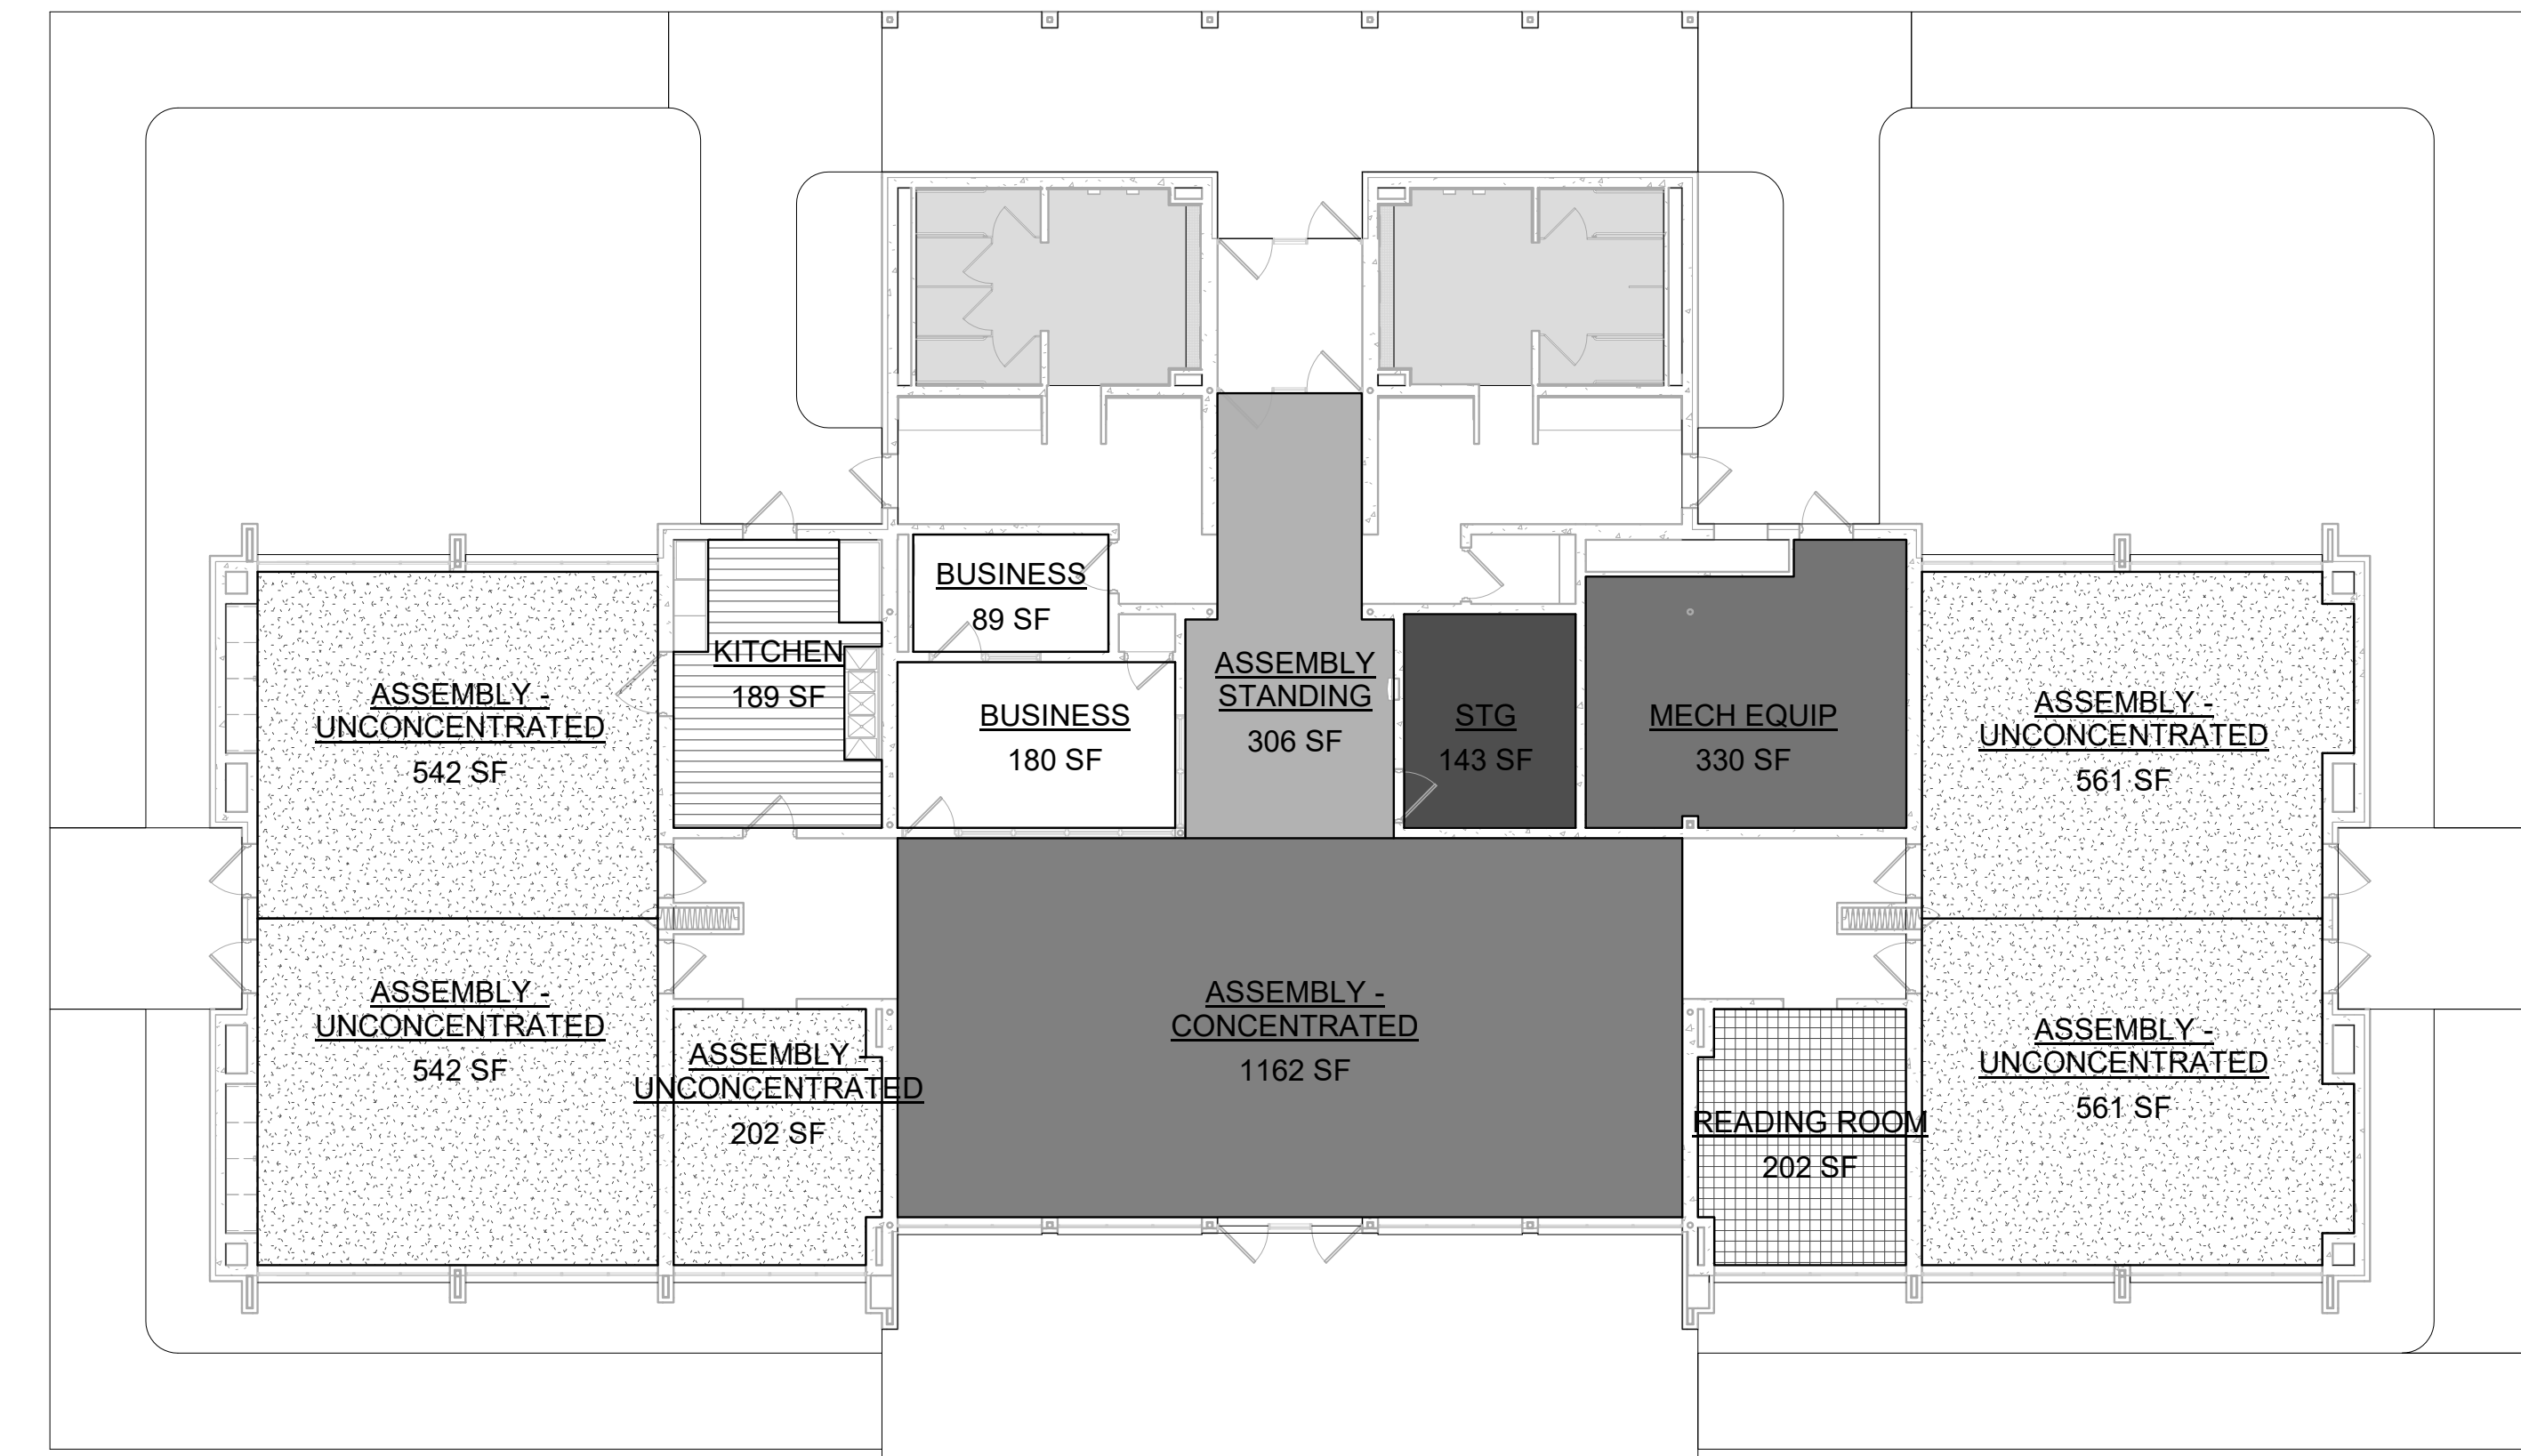 BUSINESS
89 SF
KITCHEN
189 SF
ASSEMBLY
STANDING
306 SF
ASSEMBLY -
UNCONCENTRATED
542 SF
BUSINESS
180 SF
STG
143 SF
MECH EQUIP
330 SF
ASSEMBLY -
UNCONCENTRATED
561 SF
ASSEMBLY -
UNCONCENTRATED
542 SF
ASSEMBLY -
UNCONCENTRATED
202 SF
ASSEMBLY -
CONCENTRATED
1162 SF
READING ROOM
202 SF
ASSEMBLY -
UNCONCENTRATED
561 SF